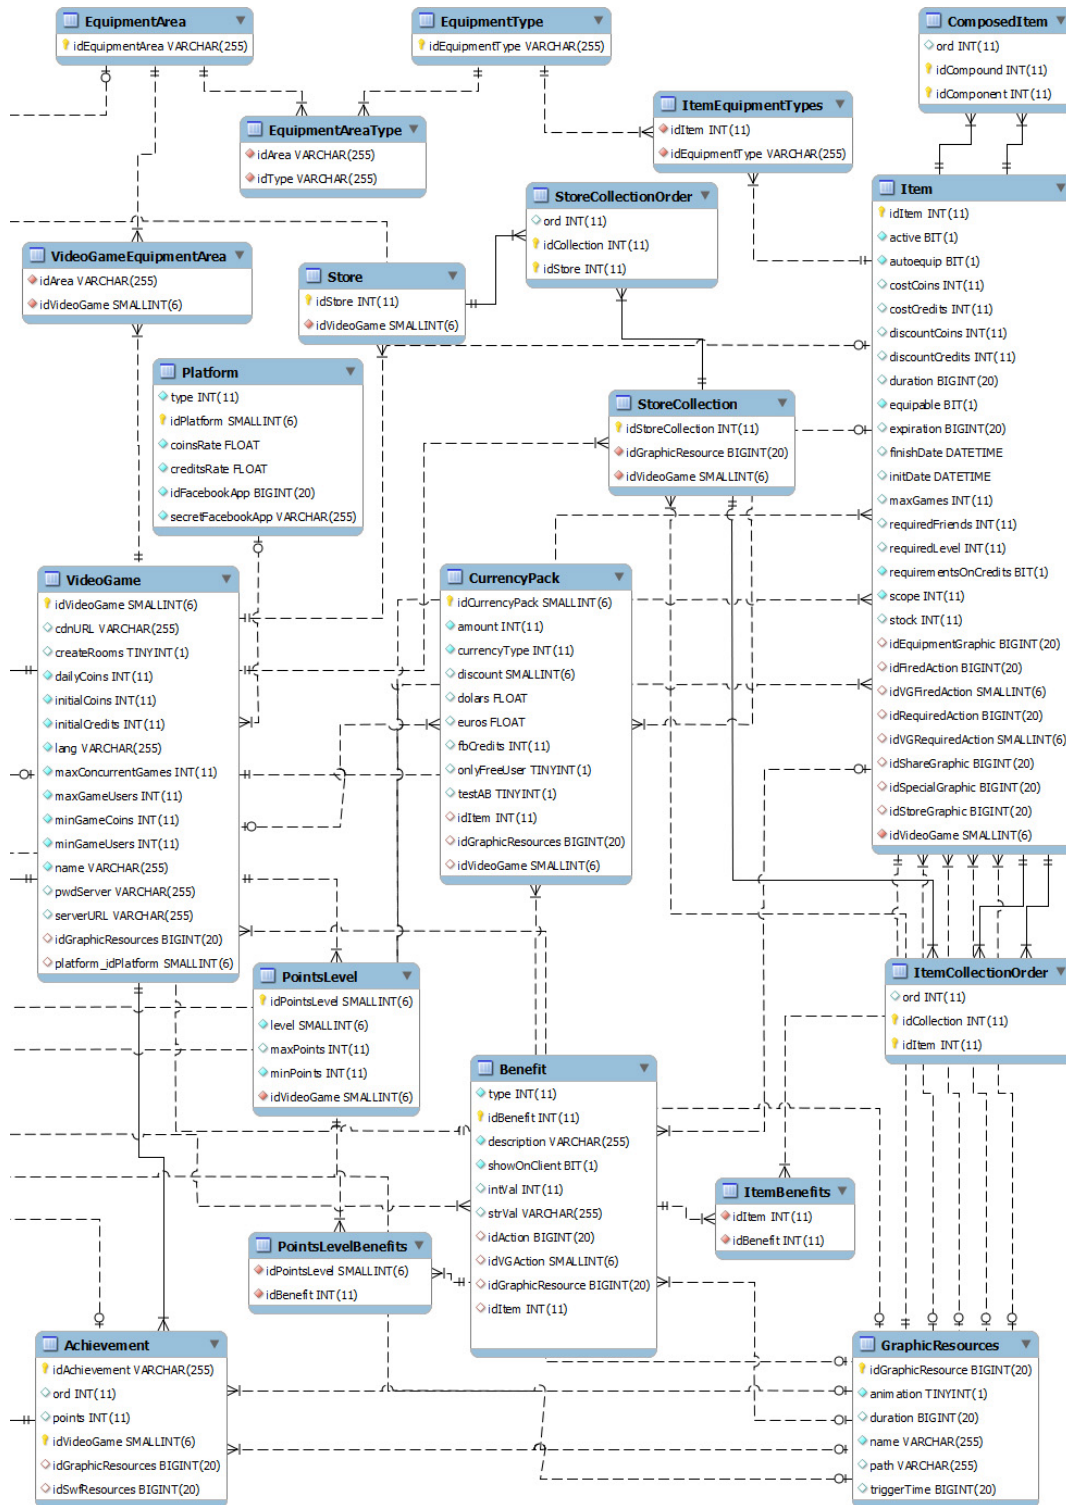 EquipmentArea
idEquipmentArea VARCHAR(255)
EquipmentType
idEquipmentType VARCHAR(255)
ComposedItem
ord INT(11)
idCompound INT(11)
idComponent INT(11)
EquipmentAreaType
idArea VARCHAR(255)
idType VARCHAR(255)
ItemEquipmentTypes
idItem INT(11)
idEquipmentType VARCHAR(255)
StoreCollectionOrder
ord INT(11)
idCollection INT(11)
idStore INT(11)
Item
idItem INT(11)
active BIT(1)
autoequip BIT(1)
costCoins INT(11)
costCredits INT(11)
discountCoins INT(11)
discountCredits INT(11)
duration BIGINT(20)
equipable BIT(1)
expiration BIGINT(20)
finishDate DATETIME
initDate DATETIME
maxGames INT(11)
requiredFriends INT(11)
requiredLevel INT(11)
requirementsOnCredits BIT(1)
scope INT(11)
stock INT(11)
idEquipmentGraphic BIGINT(20)
idFiredAction BIGINT(20)
idVGFiredAction SMALLINT(6)
idRequiredAction BIGINT(20)
idVGRequiredAction SMALLINT(6)
idShareGraphic BIGINT(20)
idSpecialGraphic BIGINT(20)
idStoreGraphic BIGINT(20)
idVideoGame SMALLINT(6)
VideoGameEquipmentArea
idArea VARCHAR(255)
idVideoGame SMALLINT(6)
Store
idStore INT(11)
idVideoGame SMALLINT(6)
Platform
type INT(11)
idPlatform SMALLINT(6)
coinsRate FLOAT
creditsRate FLOAT
idFacebookApp BIGINT(20)
secretFacebookApp VARCHAR(255)
StoreCollection
idStoreCollection INT(11)
idGraphicResource BIGINT(20)
idVideoGame SMALLINT(6)
VideoGame
idVideoGame SMALLINT(6)
cdnURL VARCHAR(255)
createRooms TINYINT(1)
dailyCoins INT(11)
initialCoins INT(11)
initialCredits INT(11)
lang VARCHAR(255)
maxConcurrentGames INT(11)
maxGameUsers INT(11)
minGameCoins INT(11)
minGameUsers INT(11)
name VARCHAR(255)
pwdServer VARCHAR(255)
serverURL VARCHAR(255)
idGraphicResources BIGINT(20)
platform_idPlatform SMALLINT(6)
CurrencyPack
idCurrencyPack SMALLINT(6)
amount INT(11)
currencyType INT(11)
discount SMALLINT(6)
dolars FLOAT
euros FLOAT
fbCredits INT(11)
onlyFreeUser TINYINT(1)
testAB TINYINT(1)
idItem INT(11)
idGraphicResources BIGINT(20)
idVideoGame SMALLINT(6)
PointsLevel
idPointsLevel SMALLINT(6)
level SMALLINT(6)
maxPoints INT(11)
minPoints INT(11)
idVideoGame SMALLINT(6)
ItemCollectionOrder
ord INT(11)
idCollection INT(11)
idItem INT(11)
Benefit
type INT(11)
idBenefit INT(11)
description VARCHAR(255)
showOnClient BIT(1)
intVal INT(11)
strVal VARCHAR(255)
idAction BIGINT(20)
idVGAction SMALLINT(6)
idGraphicResource BIGINT(20)
idItem INT(11)
ItemBenefits
idItem INT(11)
idBenefit INT(11)
PointsLevelBenefits
idPointsLevel SMALLINT(6)
idBenefit INT(11)
Achievement
idAchievement VARCHAR(255)
ord INT(11)
points INT(11)
idVideoGame SMALLINT(6)
idGraphicResources BIGINT(20)
idSwfResources BIGINT(20)
GraphicResources
idGraphicResource BIGINT(20)
animation TINYINT(1)
duration BIGINT(20)
name VARCHAR(255)
path VARCHAR(255)
triggerTime BIGINT(20)